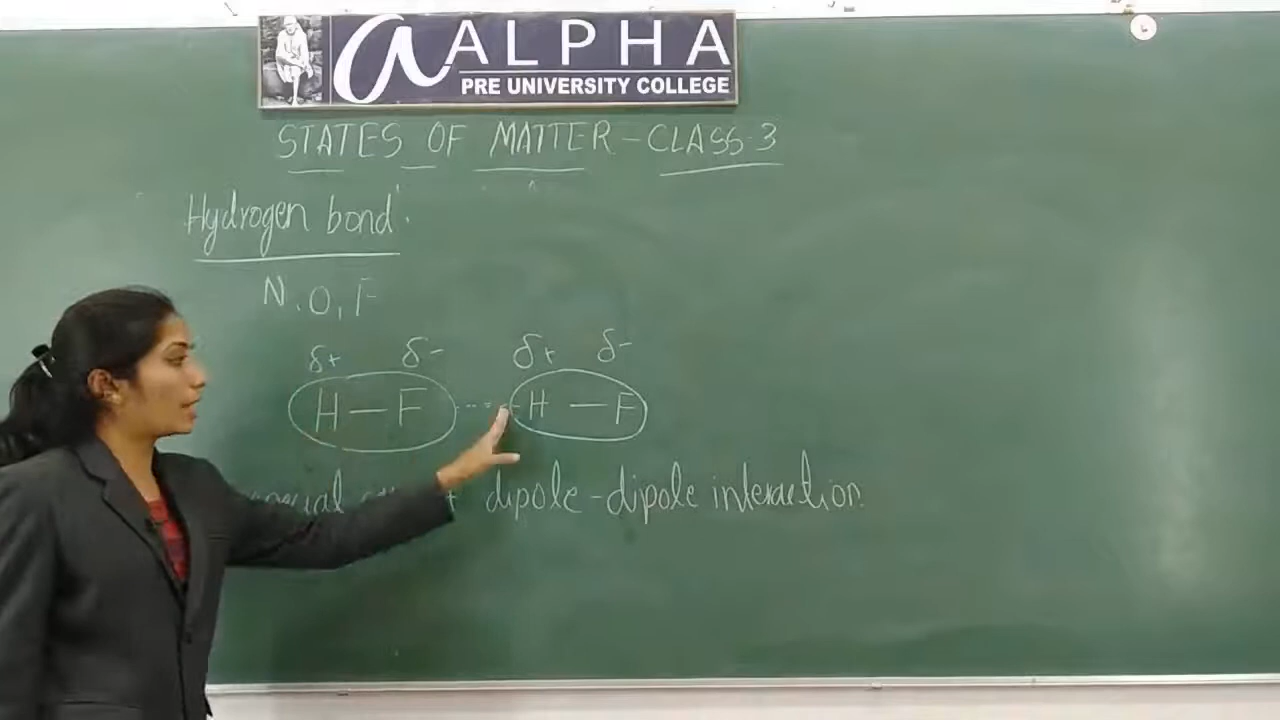 a ALPHA
PRE UNIVERSITY COLLEGE
STATES OF MATTER - CLASS-3
Hydrogen bond.
N, O, F
δ+ δ- δ+ δ-
H — F ...... H — F
dipole-dipole interaction.